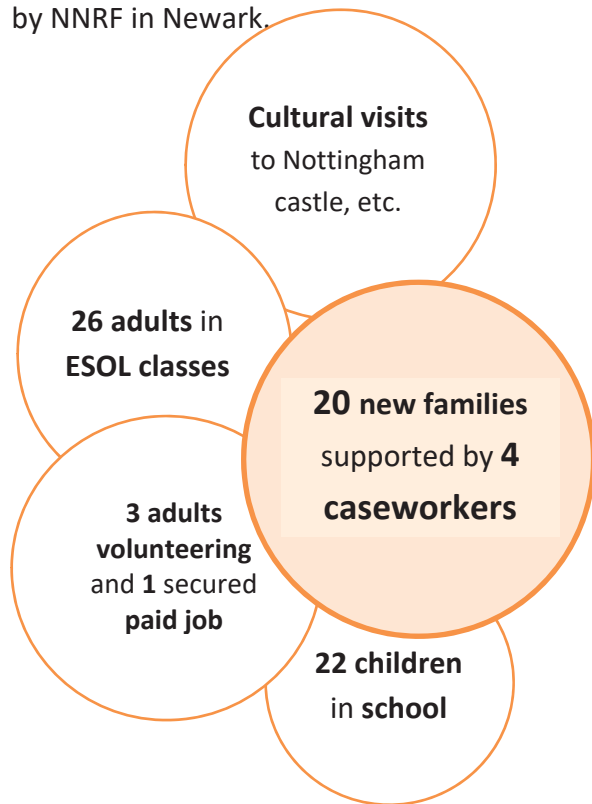 by NNRF in Newark.
Cultural visits
to Nottingham
castle, etc.
26 adults in
ESOL classes
20 new families
supported by 4
caseworkers
3 adults
volunteering
and 1 secured
paid job
22 children
in school